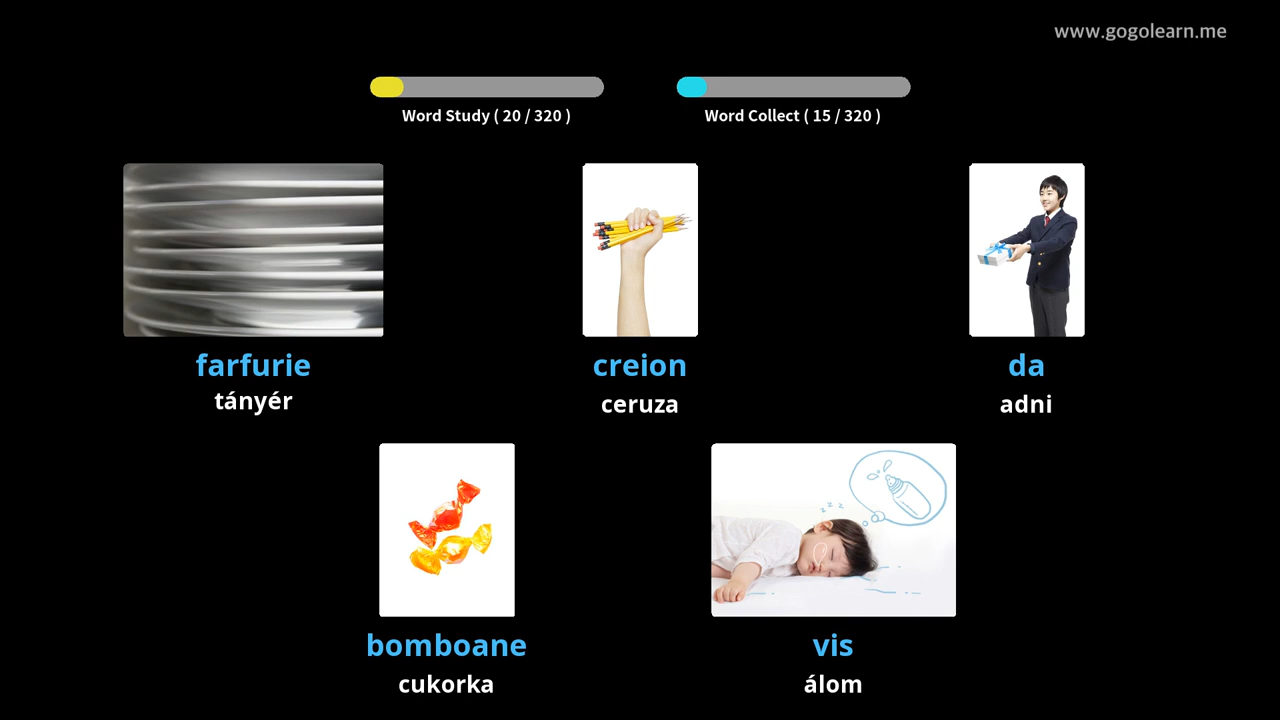 www.gogolearn.me
Word Study ( 20 / 320 )
Word Collect ( 15 / 320 )
farfurie
tányér
creion
ceruza
da
adni
bomboane
cukorka
z z z
vis
álom